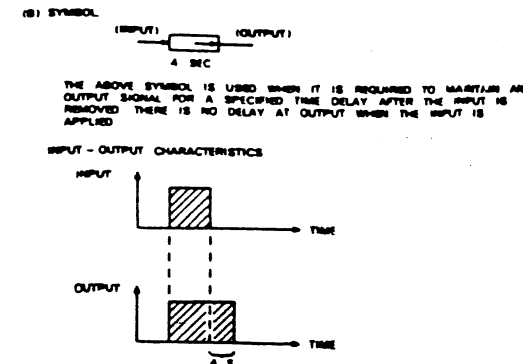 (B) SYMBOL
(INPUT) (OUTPUT)
4 SEC
THE ABOVE SYMBOL IS USED WHEN IT IS REQUIRED TO MAINTAIN AN
OUTPUT SIGNAL FOR A SPECIFIED TIME DELAY AFTER THE INPUT IS
REMOVED THERE IS NO DELAY AT OUTPUT WHEN THE INPUT IS
APPLIED
INPUT - OUTPUT CHARACTERISTICS
INPUT
TIME
OUTPUT
TIME